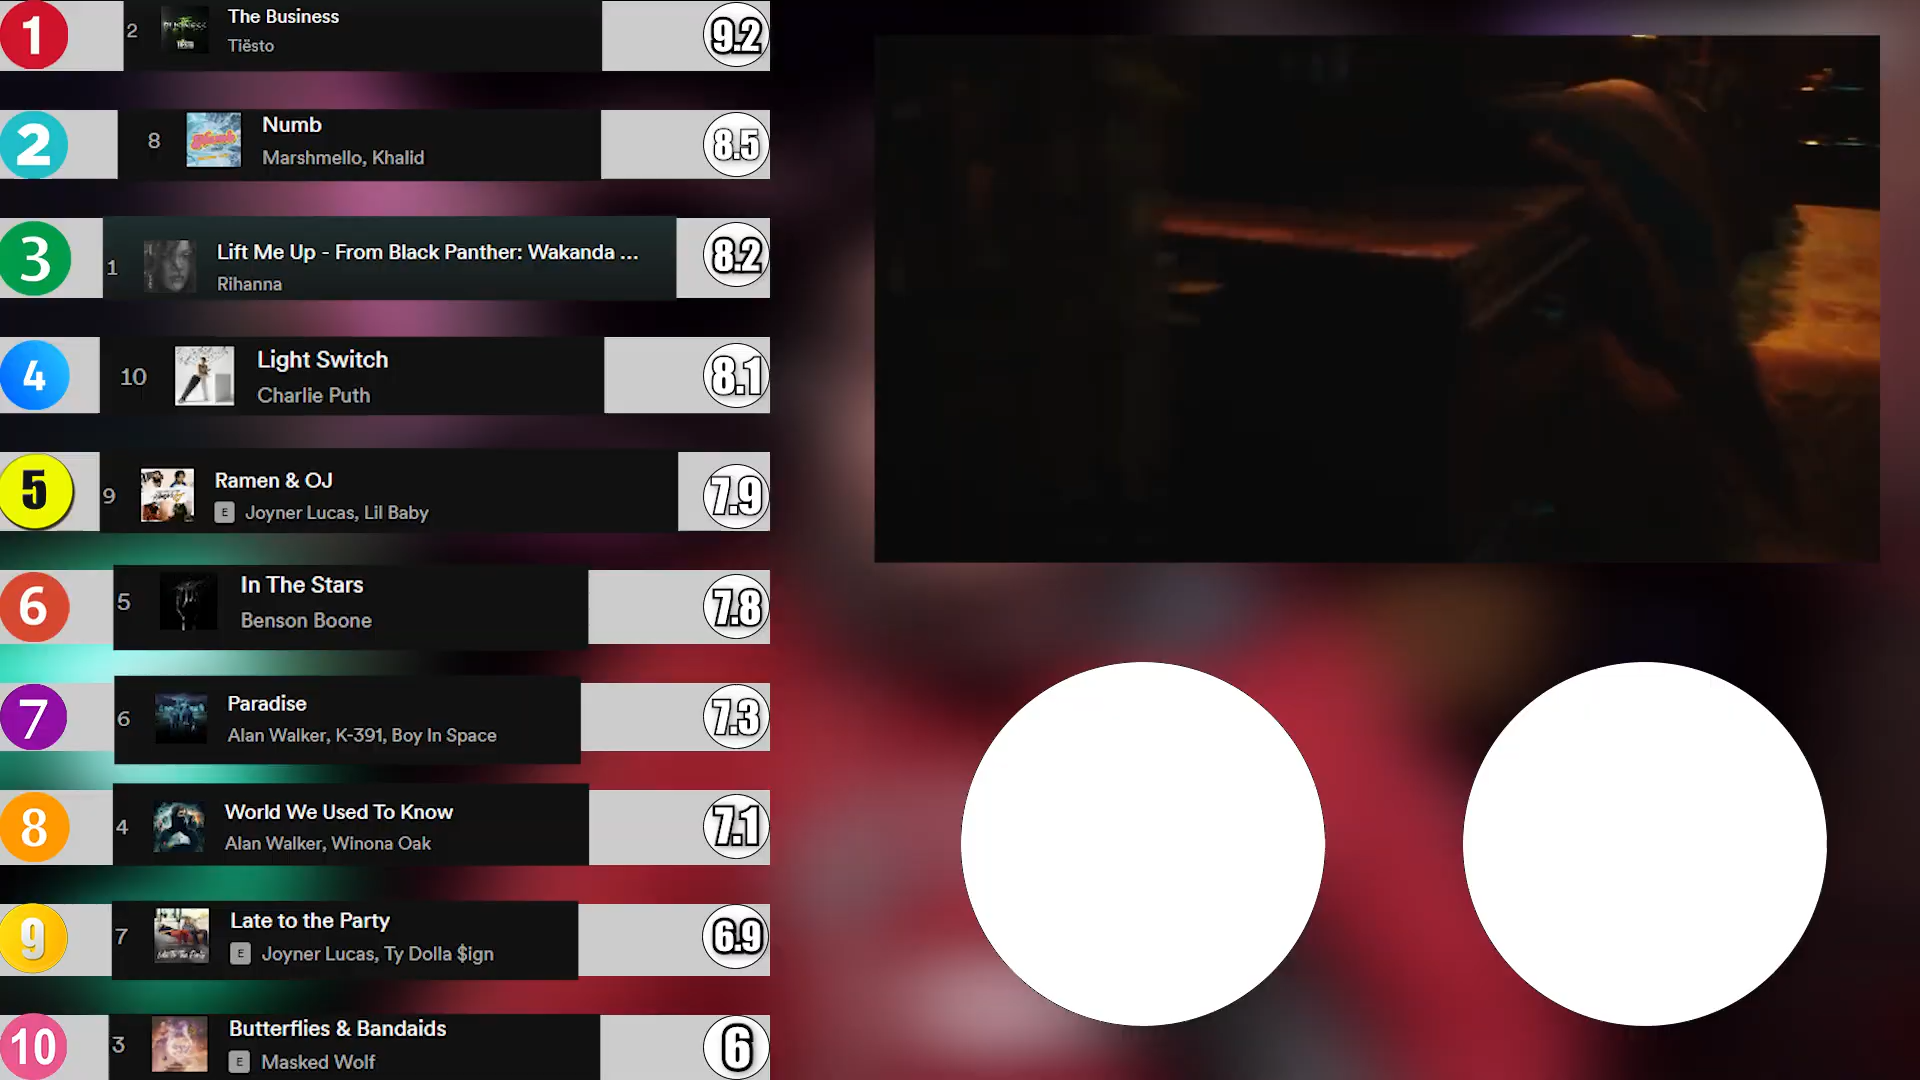 1
2
The Business
Tiësto
9.2
2
8
Numb
Marshmello, Khalid
8.5
3
1
Lift Me Up - From Black Panther: Wakanda ...
Rihanna
8.2
4
10
Light Switch
Charlie Puth
8.1
5
9
Ramen & OJ
E Joyner Lucas, Lil Baby
7.9
6
5
In The Stars
Benson Boone
7.8
7
6
Paradise
Alan Walker, K-391, Boy In Space
7.3
8
4
World We Used To Know
Alan Walker, Winona Oak
7.1
9
7
Late to the Party
E Joyner Lucas, Ty Dolla $ign
6.9
10
3
Butterflies & Bandaids
E Masked Wolf
6